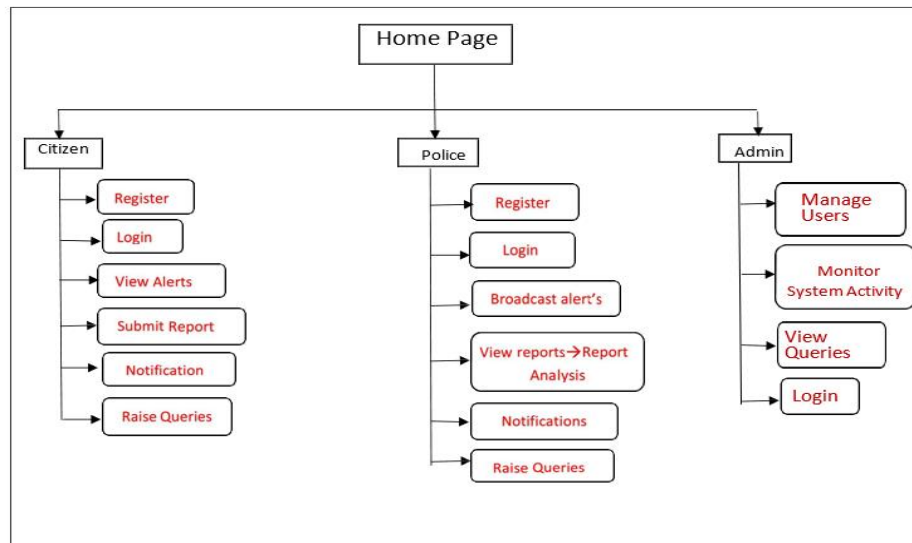 Home Page
Citizen
Register
Login
View Alerts
Submit Report
Notification
Raise Queries
Police
Register
Login
Broadcast alert's
View reports→Report
Analysis
Notifications
Raise Queries
Admin
Manage
Users
Monitor
System Activity
View
Queries
Login